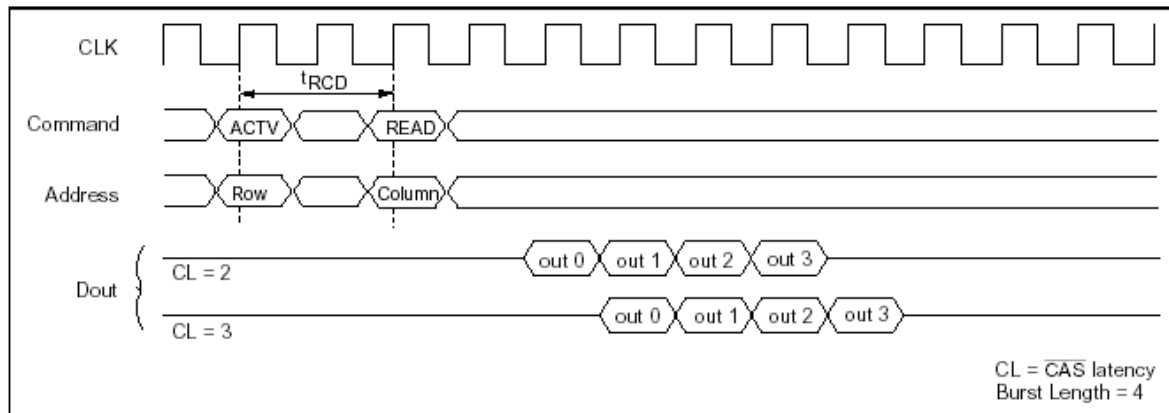 CLK
tRCD
Command
ACTV
READ
Address
Row
Column
Dout
CL = 2
out 0
out 1
out 2
out 3
CL = 3
out 0
out 1
out 2
out 3
CL = CAS latency
Burst Length = 4